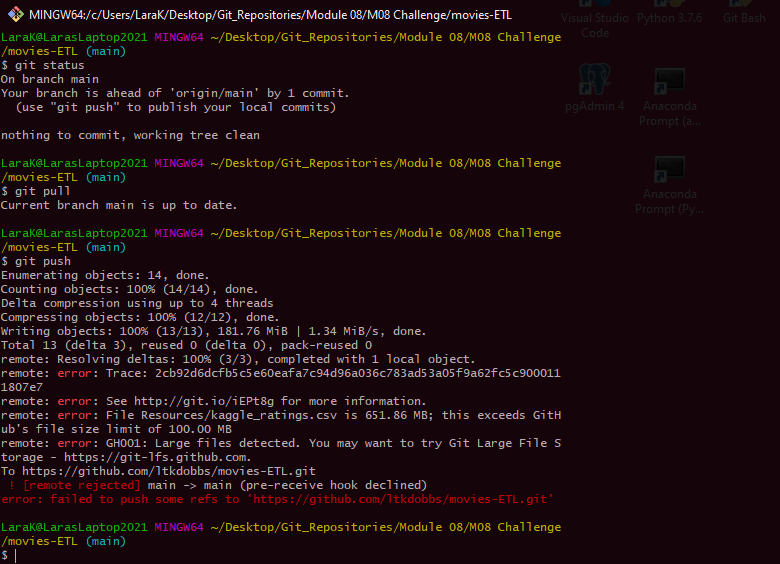 MINGW64:/c/Users/LaraK/Desktop/Git_Repositories/Module 08/M08 Challenge/movies-ETL
LaraK@LarasLaptop2021 MINGW64 ~/Desktop/Git_Repositories/Module 08/M08 Challenge
/movies-ETL (main)
$ git status
On branch main
Your branch is ahead of 'origin/main' by 1 commit.
  (use "git push" to publish your local commits)
nothing to commit, working tree clean
LaraK@LarasLaptop2021 MINGW64 ~/Desktop/Git_Repositories/Module 08/M08 Challenge
/movies-ETL (main)
$ git pull
Current branch main is up to date.
LaraK@LarasLaptop2021 MINGW64 ~/Desktop/Git_Repositories/Module 08/M08 Challenge
/movies-ETL (main)
$ git push
Enumerating objects: 14, done.
Counting objects: 100% (14/14), done.
Delta compression using up to 4 threads
Compressing objects: 100% (12/12), done.
Writing objects: 100% (13/13), 181.76 MiB | 1.34 MiB/s, done.
Total 13 (delta 3), reused 0 (delta 0), pack-reused 0
remote: Resolving deltas: 100% (3/3), completed with 1 local object.
remote: error: Trace: 2cb92d6dcfb5c5e60eafa7c94d96a036c783ad53a05f9a62fc5c900011
1807e7
remote: error: See http://git.io/iEPt8g for more information.
remote: error: File Resources/kaggle_ratings.csv is 651.86 MB; this exceeds GitH
ub's file size limit of 100.00 MB
remote: error: GH001: Large files detected. You may want to try Git Large File S
torage - https://git-lfs.github.com.
To https://github.com/ltkdobbs/movies-ETL.git
 ! [remote rejected] main -> main (pre-receive hook declined)
error: failed to push some refs to 'https://github.com/ltkdobbs/movies-ETL.git'
LaraK@LarasLaptop2021 MINGW64 ~/Desktop/Git_Repositories/Module 08/M08 Challenge
/movies-ETL (main)
$
Visual Studio
Code
Python 3.7.6
Git Bash
pgAdmin 4
Anaconda
Prompt (a...
Anaconda
Prompt (Py...